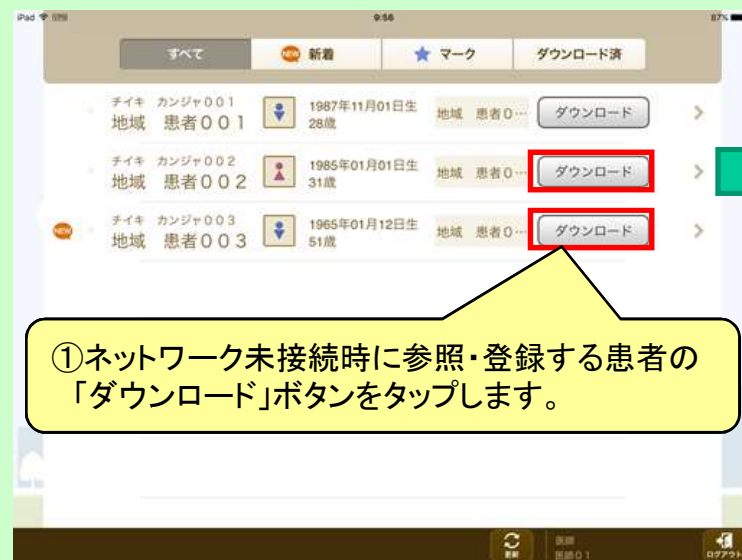 iPad 9:56 87%
すべて NEW 新着 マーク ダウンロード済
チイキ カンジャ001
地域 患者001
1987年11月01日生
28歳
地域 患者0… ダウンロード
チイキ カンジャ002
地域 患者002
1985年01月01日生
31歳
地域 患者0… ダウンロード
NEW
チイキ カンジャ003
地域 患者003
1965年01月12日生
51歳
地域 患者0… ダウンロード
①ネットワーク未接続時に参照・登録する患者の
「ダウンロード」ボタンをタップします。
更新
医師
医師01
ログアウト